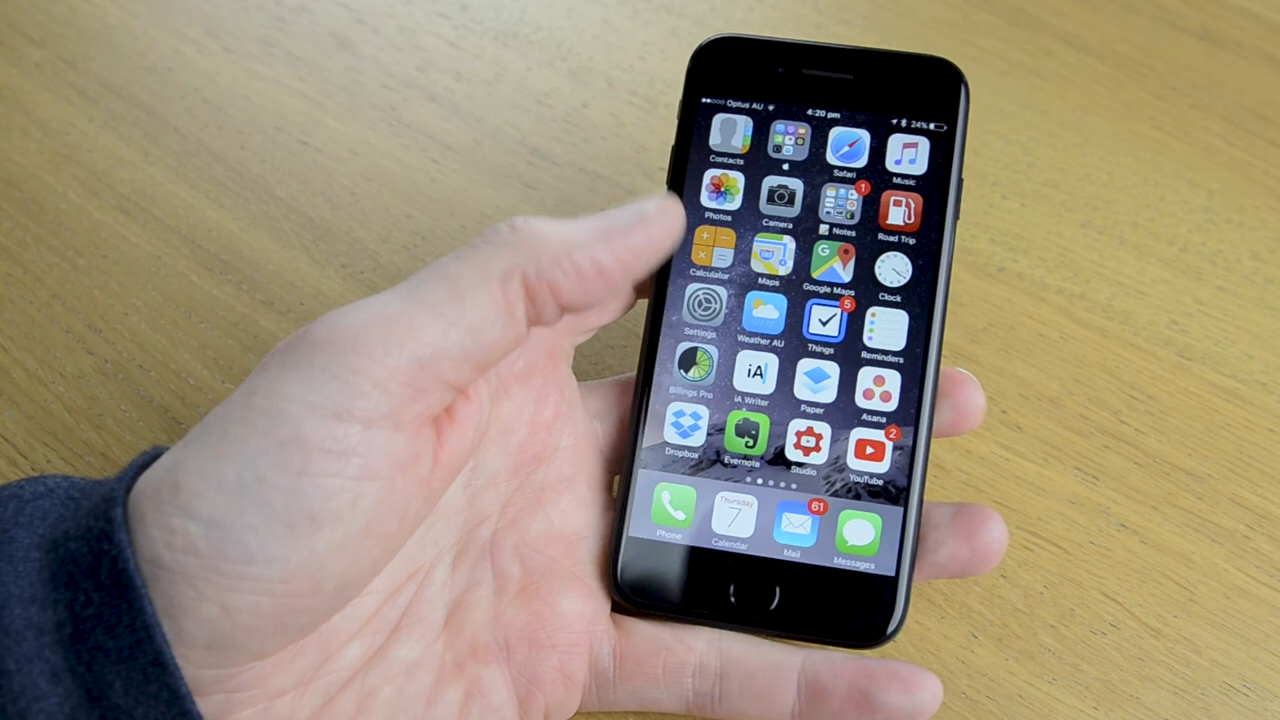 Optus AU 4:20 pm 24%
Contacts Safari Music
1
Photos Camera Notes Road Trip
G
Calculator Maps Google Maps Clock
5
Settings Weather AU Things Reminders
iA
Billings Pro iA Writer Paper Asana
2
Dropbox Evernote Studio YouTube
Thursday
7
61
Phone Calendar Mail Messages